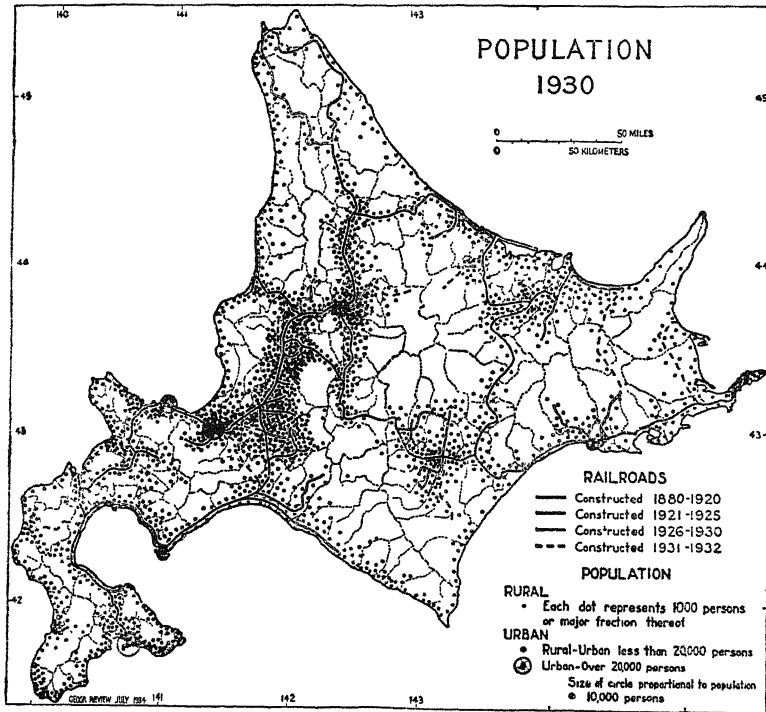 140 141 143
POPULATION
1930
45 45
0 50 MILES
0 50 KILOMETERS
44 44
43 43
RAILROADS
Constructed 1880-1920
Constructed 1921-1925
Constructed 1926-1930
Constructed 1931-1932
POPULATION
RURAL
Each dot represents 1000 persons
or major fraction thereof
URBAN
Rural-Urban less than 20,000 persons
Urban-Over 20,000 persons
Size of circle proportional to population
10,000 persons
42
GEOGR. REVIEW JULY 1934 141 142 143